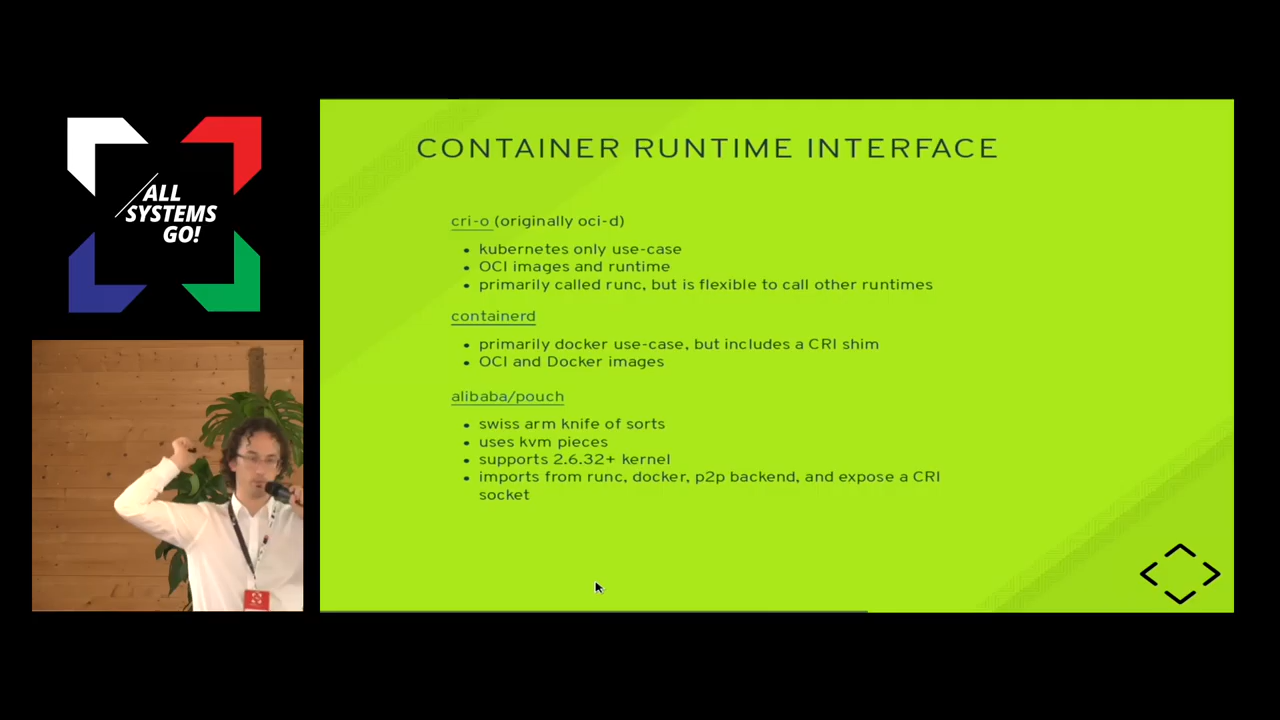 ALL
SYSTEMS
GO!
CONTAINER RUNTIME INTERFACE
cri-o (originally oci-d)
• kubernetes only use-case
• OCI images and runtime
• primarily called runc, but is flexible to call other runtimes
containerd
• primarily docker use-case, but includes a CRI shim
• OCI and Docker images
alibaba/pouch
• swiss arm knife of sorts
• uses kvm pieces
• supports 2.6.32+ kernel
• imports from runc, docker, p2p backend, and expose a CRI
socket